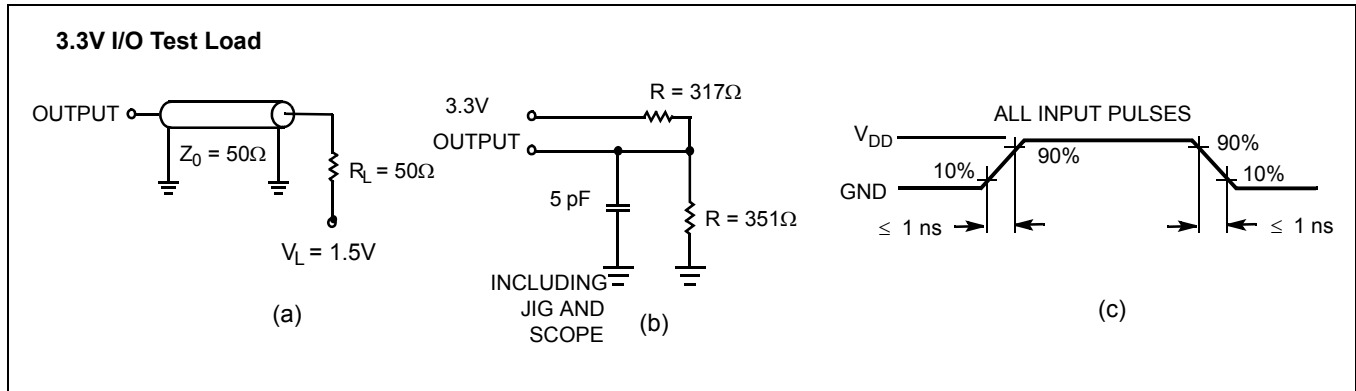 3.3V I/O Test Load
OUTPUT
Z0 = 50Ω
RL = 50Ω
VL = 1.5V
(a)
3.3V
OUTPUT
R = 317Ω
5 pF
R = 351Ω
INCLUDING
JIG AND
SCOPE
(b)
ALL INPUT PULSES
VDD
GND
10%
90%
90%
10%
≤ 1 ns
≤ 1 ns
(c)